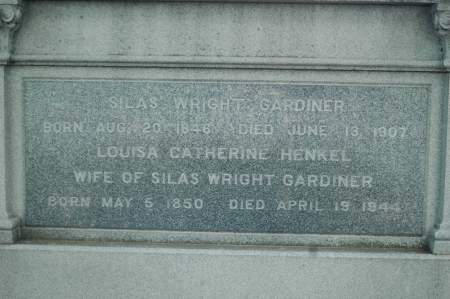 SILAS WRIGHT GARDINER
BORN AUG. 20 1846 DIED JUNE 13, 1907
LOUISA CATHERINE HENKEL
WIFE OF SILAS WRIGHT GARDINER
BORN MAY 5 1850 DIED APRIL 19 1944